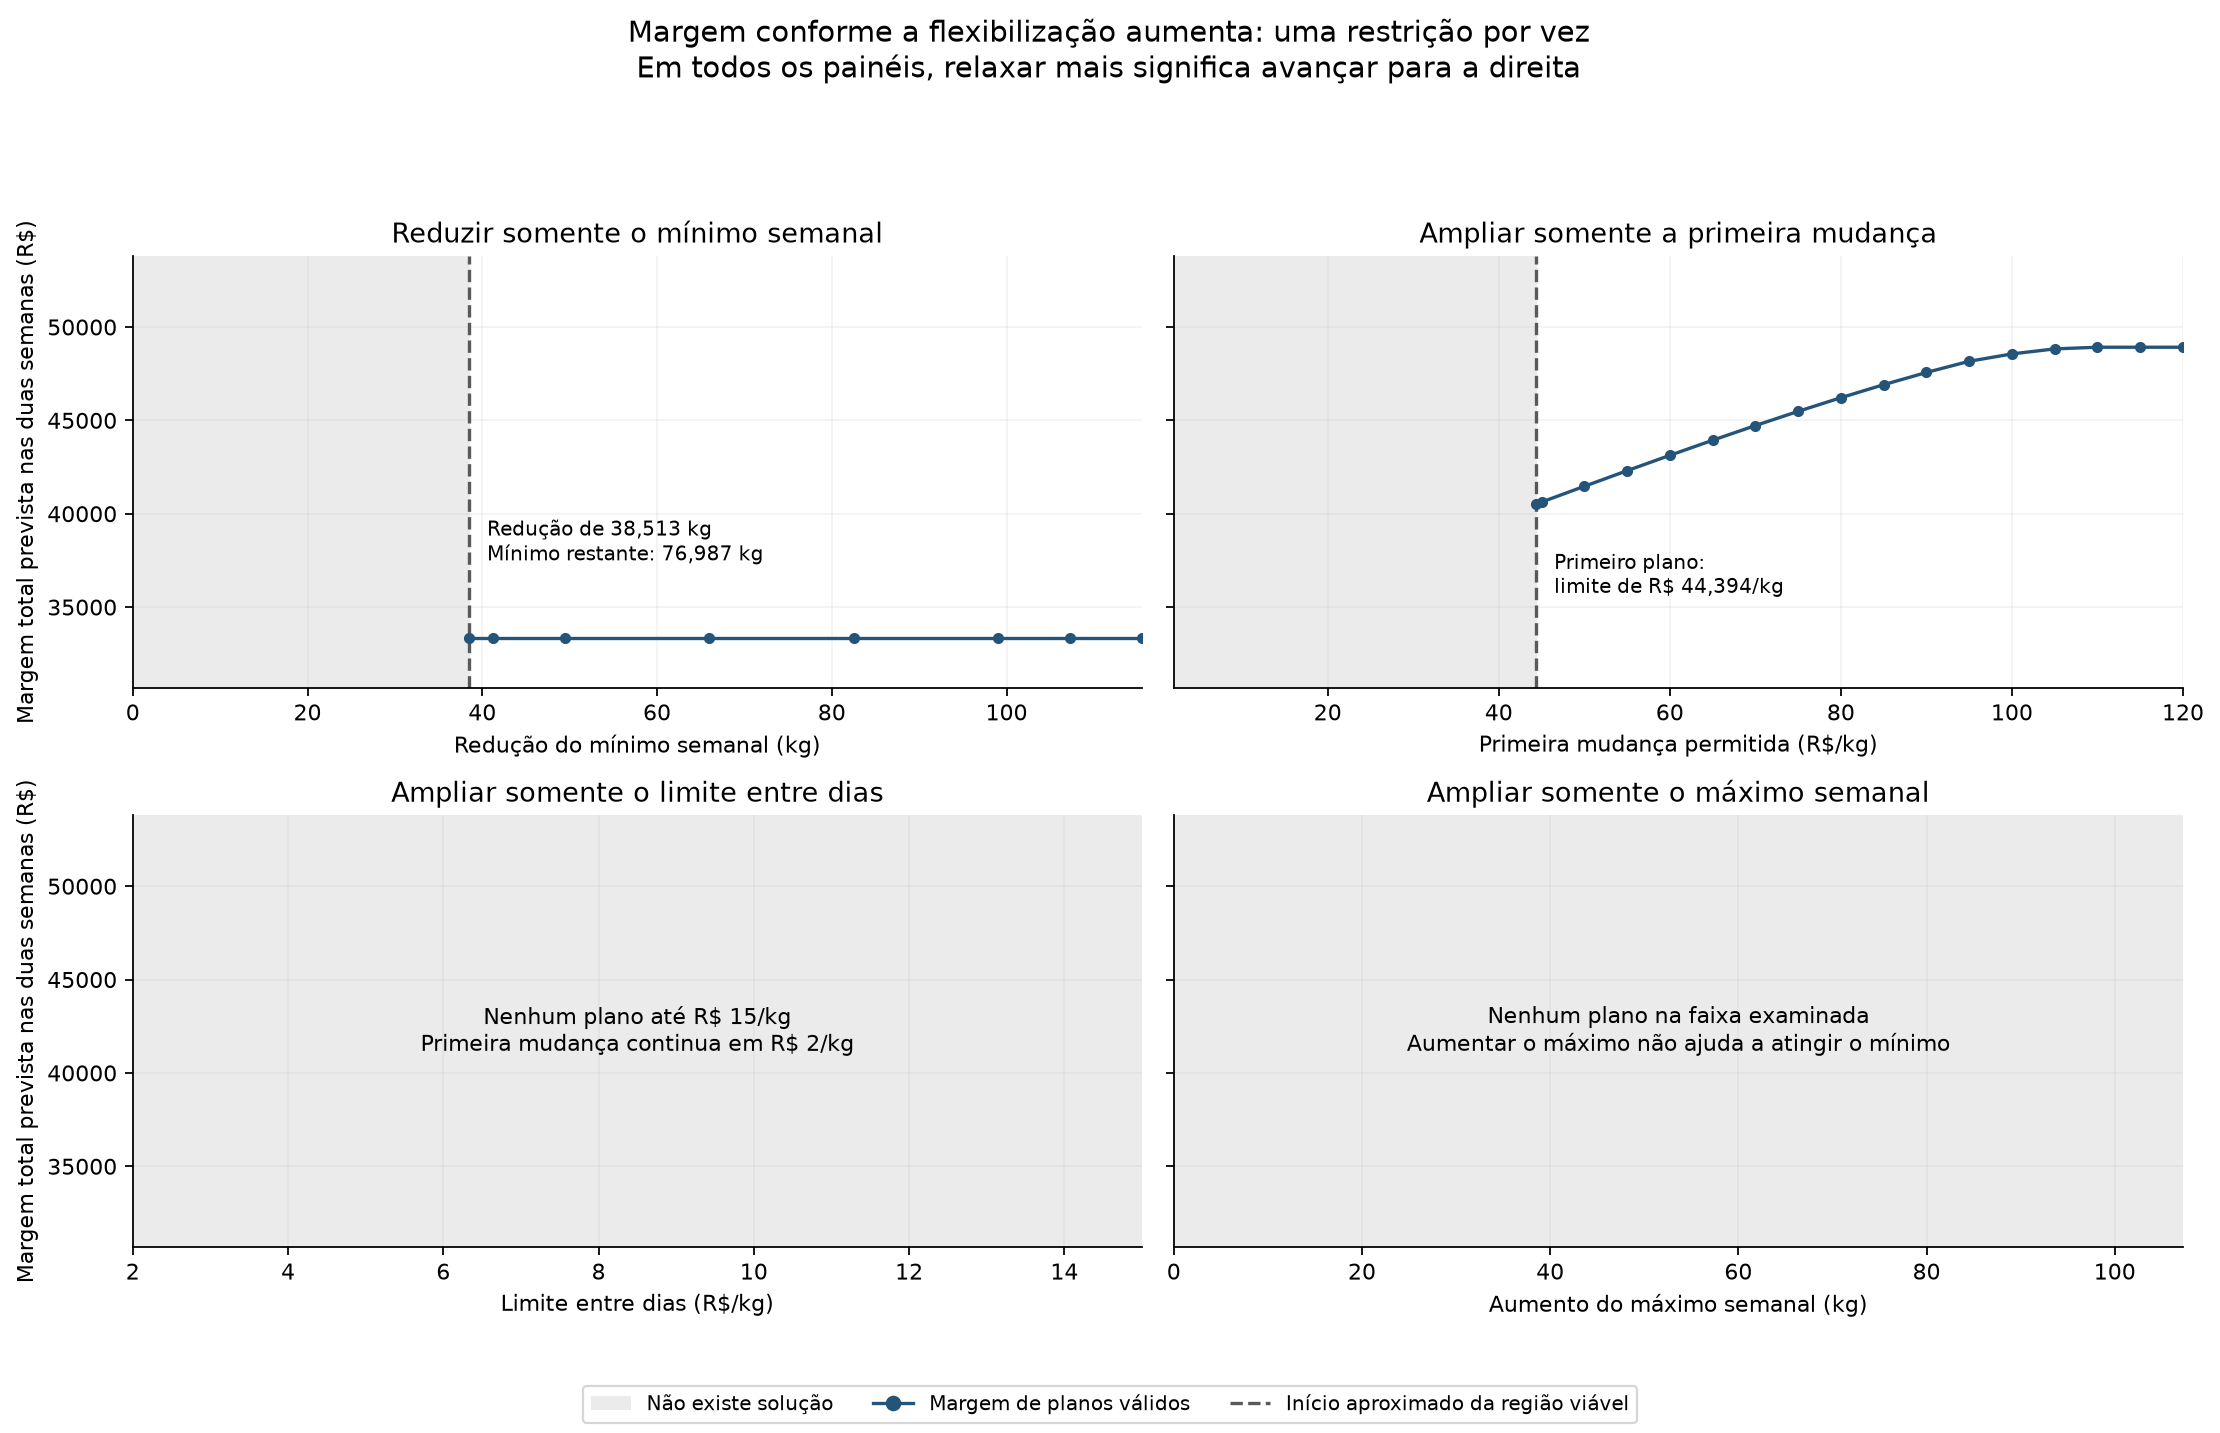 Margem conforme a flexibilização aumenta: uma restrição por vez
Em todos os painéis, relaxar mais significa avançar para a direita
Reduzir somente o mínimo semanal
Margem total prevista nas duas semanas (R$)
50000
45000
40000
35000
Redução de 38,513 kg
Mínimo restante: 76,987 kg
0 20 40 60 80 100
Redução do mínimo semanal (kg)
Ampliar somente a primeira mudança
Primeiro plano:
limite de R$ 44,394/kg
20 40 60 80 100 120
Primeira mudança permitida (R$/kg)
Ampliar somente o limite entre dias
Margem total prevista nas duas semanas (R$)
50000
45000
40000
35000
Nenhum plano até R$ 15/kg
Primeira mudança continua em R$ 2/kg
2 4 6 8 10 12 14
Limite entre dias (R$/kg)
Ampliar somente o máximo semanal
Nenhum plano na faixa examinada
Aumentar o máximo não ajuda a atingir o mínimo
0 20 40 60 80 100
Aumento do máximo semanal (kg)
Não existe solução Margem de planos válidos Início aproximado da região viável